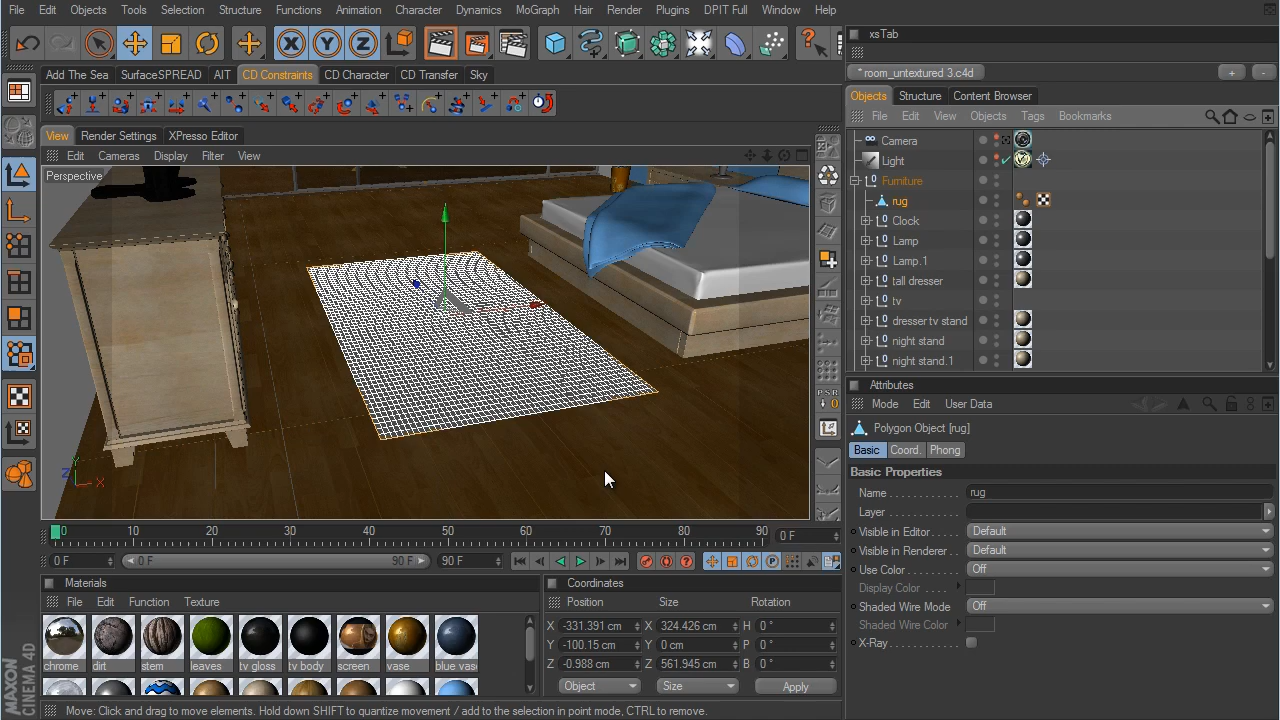 File Edit Objects Tools Selection Structure Functions Animation Character Dynamics MoGraph Hair Render Plugins DPIT Full Window Help
xsTab
* room_untextured 3.c4d
+ -
Add The Sea SurfaceSPREAD AIT CD Constraints CD Character CD Transfer Sky
Objects Structure Content Browser
File Edit View Objects Tags Bookmarks
View Render Settings XPresso Editor
Edit Cameras Display Filter View
Perspective
Camera
Light
Furniture
rug
Clock
Lamp
Lamp.1
tall dresser
tv
dresser tv stand
night stand
night stand.1
PSR
0
Y
Z X
Attributes
Mode Edit User Data
Polygon Object [rug]
Basic Coord. Phong
Basic Properties
Name . . . . . . . . . . . . rug
Layer . . . . . . . . . . . .
Visible in Editor . . . . Default
Visible in Renderer . . Default
Use Color . . . . . . . . Off
Display Color . . . .
Shaded Wire Mode Off
Shaded Wire Color . .
X-Ray . . . . . . . . . . . .
0 10 20 30 40 50 60 70 80 90 0 F
0 F 0 F 90 F 90 F
Materials
File Edit Function Texture
chrome dirt stem leaves tv gloss tv body screen vase blue vase
Coordinates
Position Size Rotation
X -331.391 cm X 324.426 cm H 0 °
Y -100.15 cm Y 0 cm P 0 °
Z -0.988 cm Z 561.945 cm B 0 °
Object Size Apply
MAXON
CINEMA 4D
Move: Click and drag to move elements. Hold down SHIFT to quantize movement / add to the selection in point mode, CTRL to remove.